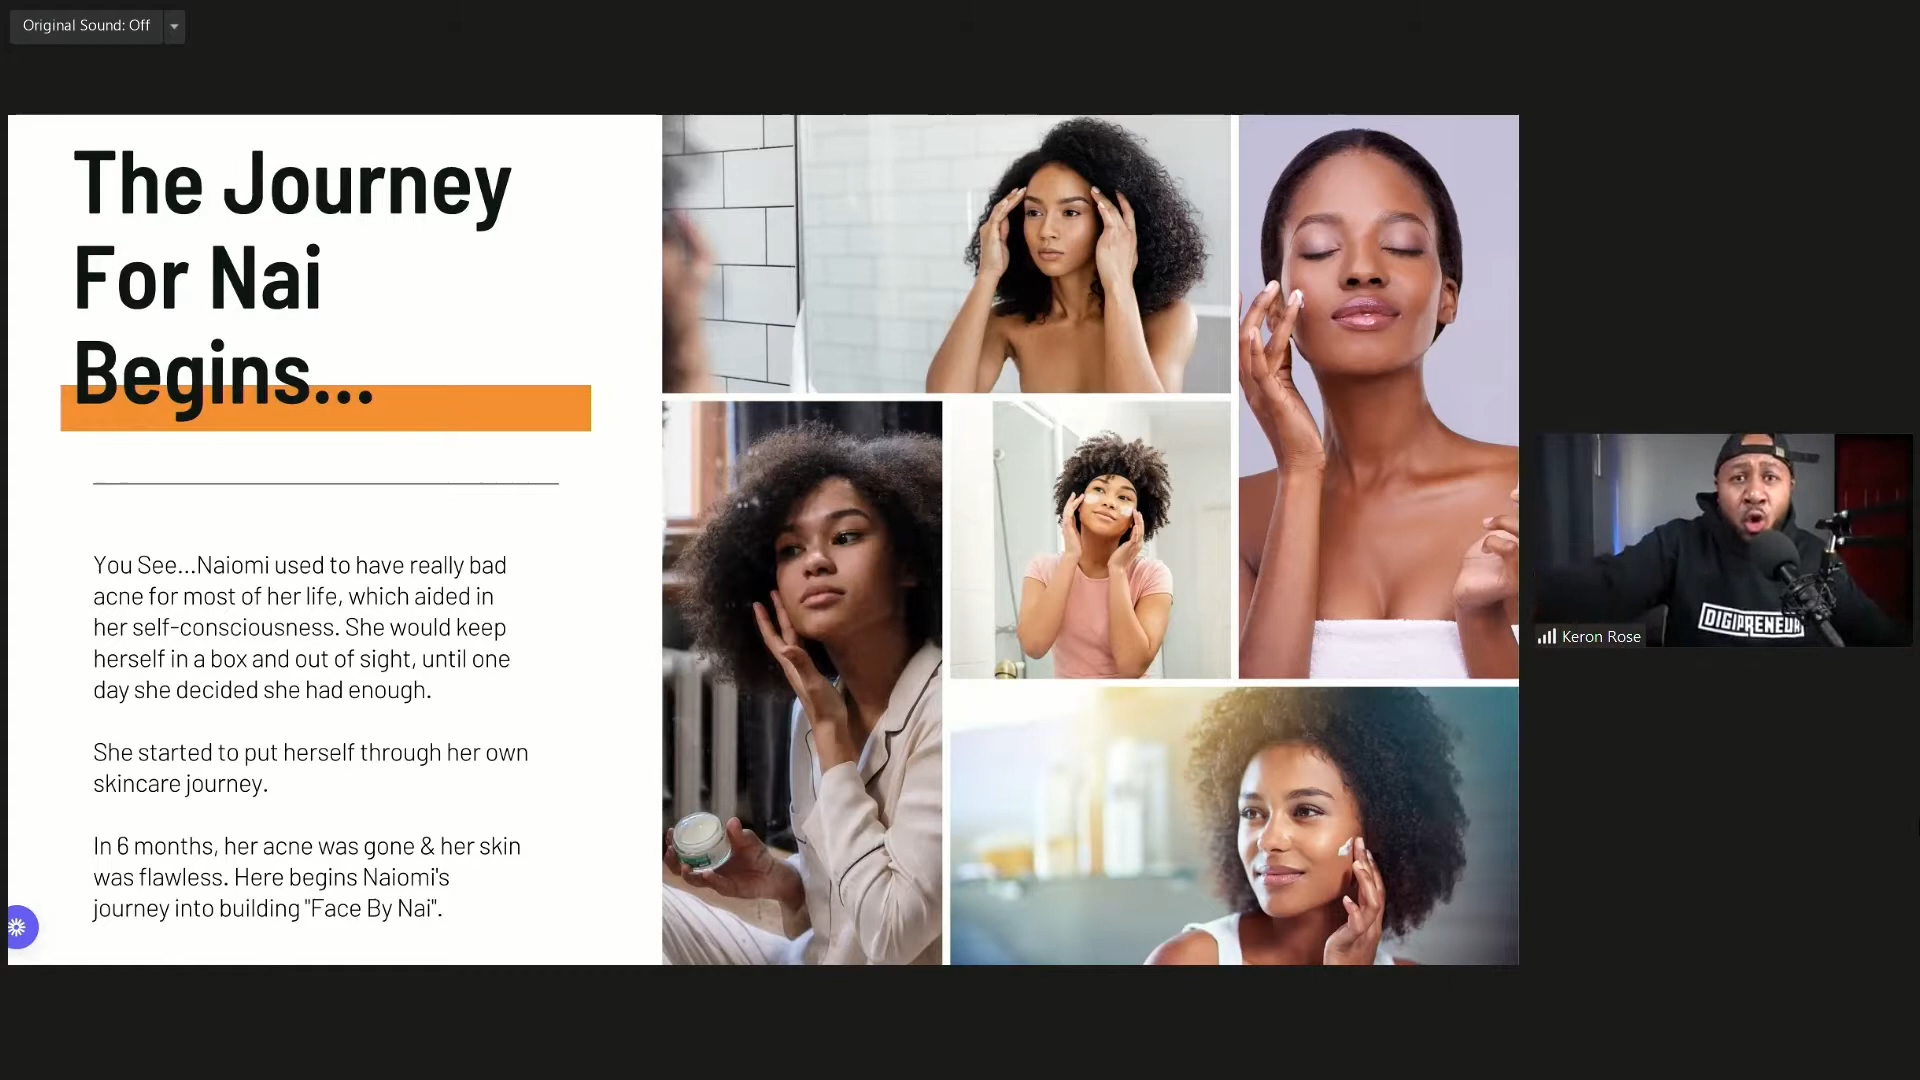 Original Sound: Off
The Journey
For Nai
Begins...
You See...Naiomi used to have really bad
acne for most of her life, which aided in
her self-consciousness. She would keep
herself in a box and out of sight, until one
day she decided she had enough.
She started to put herself through her own
skincare journey.
In 6 months, her acne was gone & her skin
was flawless. Here begins Naiomi's
journey into building "Face By Nai".
DIGIPRENEUR
Keron Rose